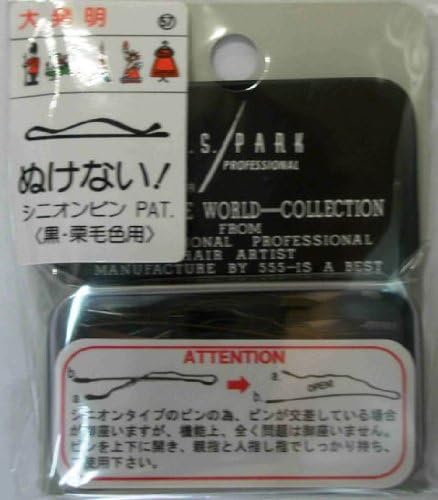 大発明
57
ぬけない!
シニオンピン PAT.
〈黒・栗毛色用〉
.S./PARK
PROFESSIONAL
E WORLD—COLLECTION
FROM
IONAL PROFESSIONAL
HAIR ARTIST
MANUFACTURE BY 555-IS A BEST
ATTENTION
b.
a.
a.
b.
OPEN!
シニオンタイプのピンの為、ピンが交差している場合
が御座いますが、機能上、全く問題は御座いません。
ピンを上下に開き、親指と人指し指でしっかり持ち、
使用下さい。